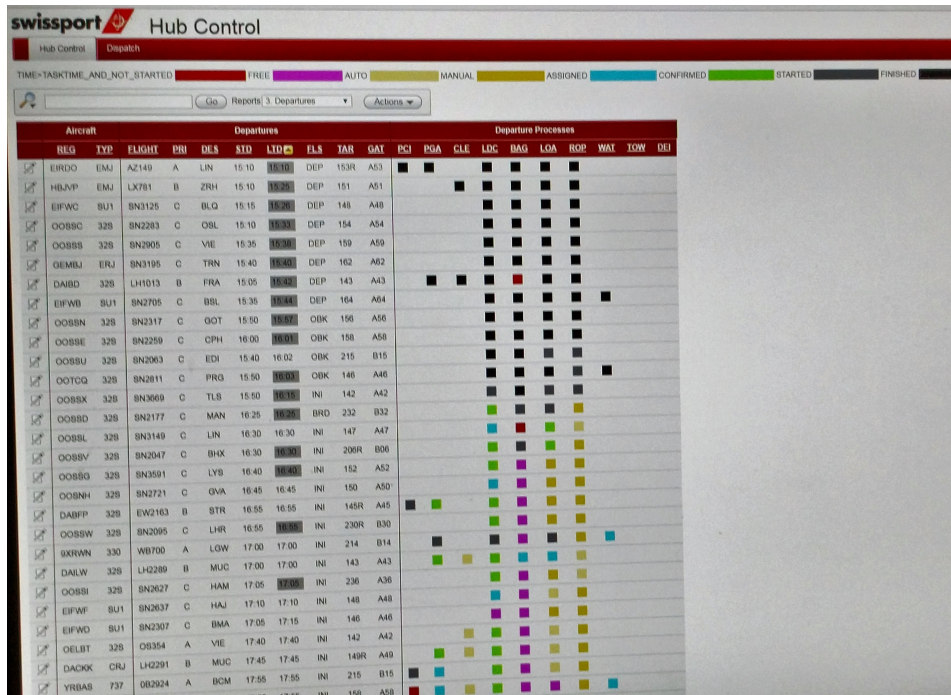 swissport Hub Control
Hub Control Dispatch
TIME>TASKTIME_AND_NOT_STARTED FREE AUTO MANUAL ASSIGNED CONFIRMED STARTED FINISHED
Go Reports 3. Departures Actions
Aircraft Departures Departure Processes
REG TYP FLIGHT PRI DES STD LTD FLS TAR GAT PCI PGA CLE LDC BAG LOA ROP WAT TOW DEI
EIRDO EMJ AZ149 A LIN 15:10 15:10 DEP 153R A53
HBJVP EMJ LX781 B ZRH 15:10 15:25 DEP 151 A51
EIFWC SU1 SN3125 C BLQ 15:15 15:26 DEP 148 A48
OOSSC 32S SN2283 C OSL 15:10 15:33 DEP 154 A54
OOSSS 32S SN2905 C VIE 15:35 15:39 DEP 159 A59
GEMBJ ERJ SN3195 C TRN 15:40 15:40 DEP 162 A62
DAIBD 32S LH1013 B FRA 15:05 15:42 DEP 143 A43
EIFWB SU1 SN2705 C BSL 15:35 15:44 DEP 164 A64
OOSSN 32S SN2317 C GOT 15:50 15:57 OBK 156 A56
OOSSE 32S SN2259 C CPH 16:00 16:01 OBK 158 A58
OOSSU 32S SN2063 C EDI 15:40 16:02 OBK 215 B15
OOTCQ 32S SN2811 C PRG 15:50 16:03 OBK 146 A46
OOSSX 32S SN3669 C TLS 15:50 16:15 INI 142 A42
OOSSD 32S SN2177 C MAN 16:25 16:25 BRD 232 B32
OOSSL 32S SN3149 C LIN 16:30 16:30 INI 147 A47
OOSSV 32S SN2047 C BHX 16:30 16:30 INI 206R B06
OOSSG 32S SN3591 C LYS 16:40 16:40 INI 152 A52
OOSNH 32S SN2721 C GVA 16:45 16:45 INI 150 A50
DABFP 32S EW2163 B STR 16:55 16:55 INI 145R A45
OOSSW 32S SN2095 C LHR 16:55 16:55 INI 230R B30
9XRWN 330 WB700 A LGW 17:00 17:00 INI 214 B14
DAILW 32S LH2289 B MUC 17:00 17:00 INI 143 A43
OOSSI 32S SN2627 C HAM 17:05 17:05 INI 236 A36
EIFWF SU1 SN2637 C HAJ 17:10 17:10 INI 148 A48
EIFWD SU1 SN2307 C BMA 17:05 17:15 INI 146 A46
OELBT 32S OS354 A VIE 17:40 17:40 INI 142 A42
DACKK CRJ LH2291 B MUC 17:45 17:45 INI 149R A49
YRBAS 737 0B2924 A BCM 17:55 17:55 INI 215 B15
158 A58